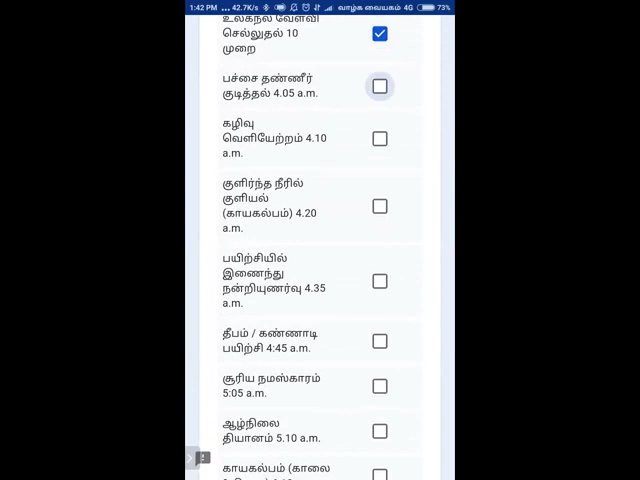 1:42 PM ... 42.7K/s வாழ்க வையகம் 4G 73%
உலகநல வேள்வி
செல்லுதல் 10
முறை
பச்சை தண்ணீர்
குடித்தல் 4.05 a.m.
கழிவு
வெளியேற்றம் 4.10
a.m.
குளிர்ந்த நீரில்
குளியல்
(காயகல்பம்) 4.20
a.m.
பயிற்சியில்
இணைந்து
நன்றியுணர்வு 4.35
a.m.
தீபம் / கண்ணாடி
பயிற்சி 4:45 a.m.
சூரிய நமஸ்காரம்
5:05 a.m.
ஆழ்நிலை
தியானம் 5.10 a.m.
காயகல்பம் (காலை